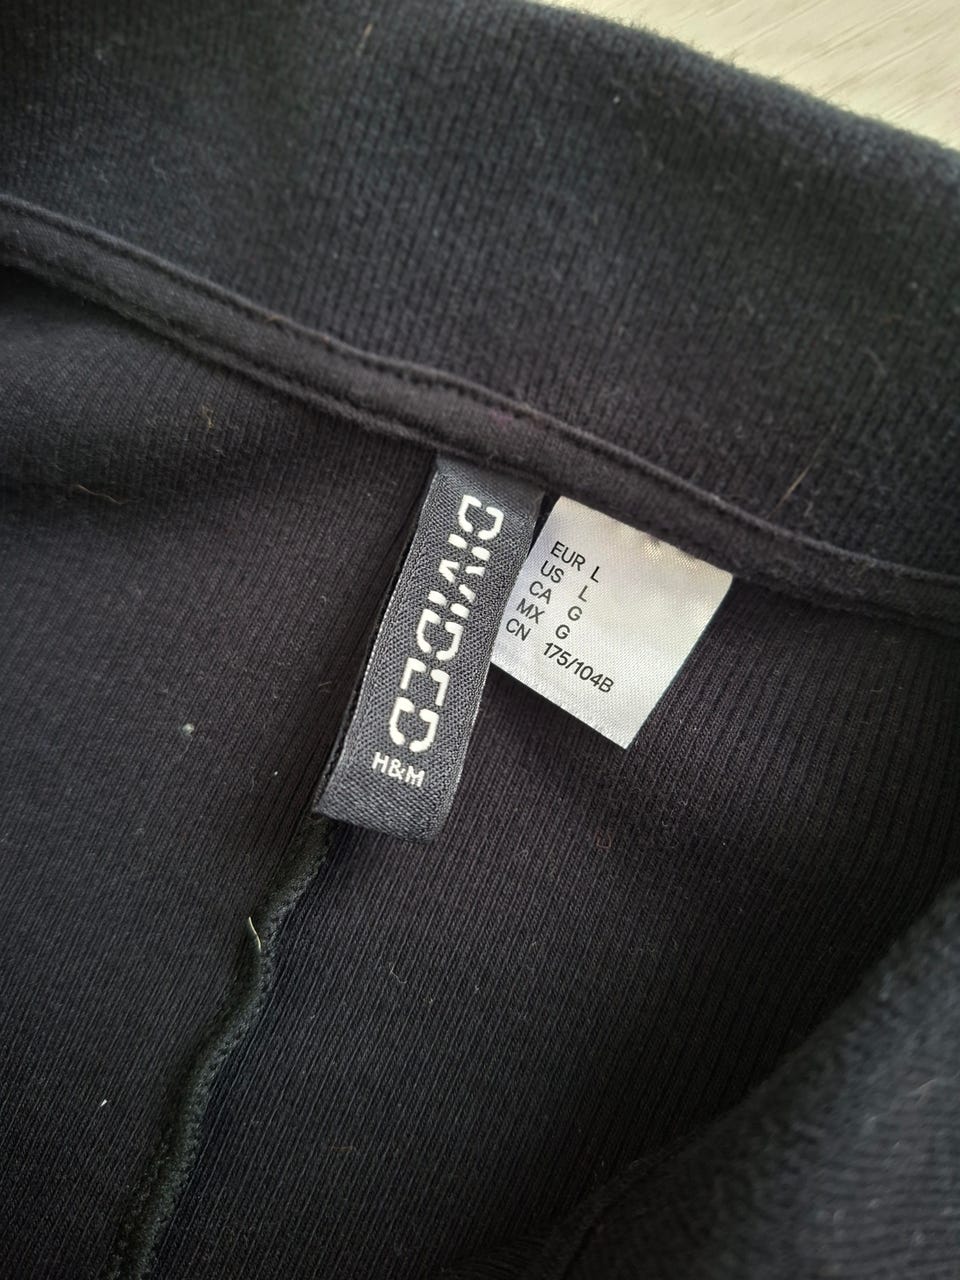 DIVIDED
H&M
EUR L
US L
CA G
MX G
CN 175/104B